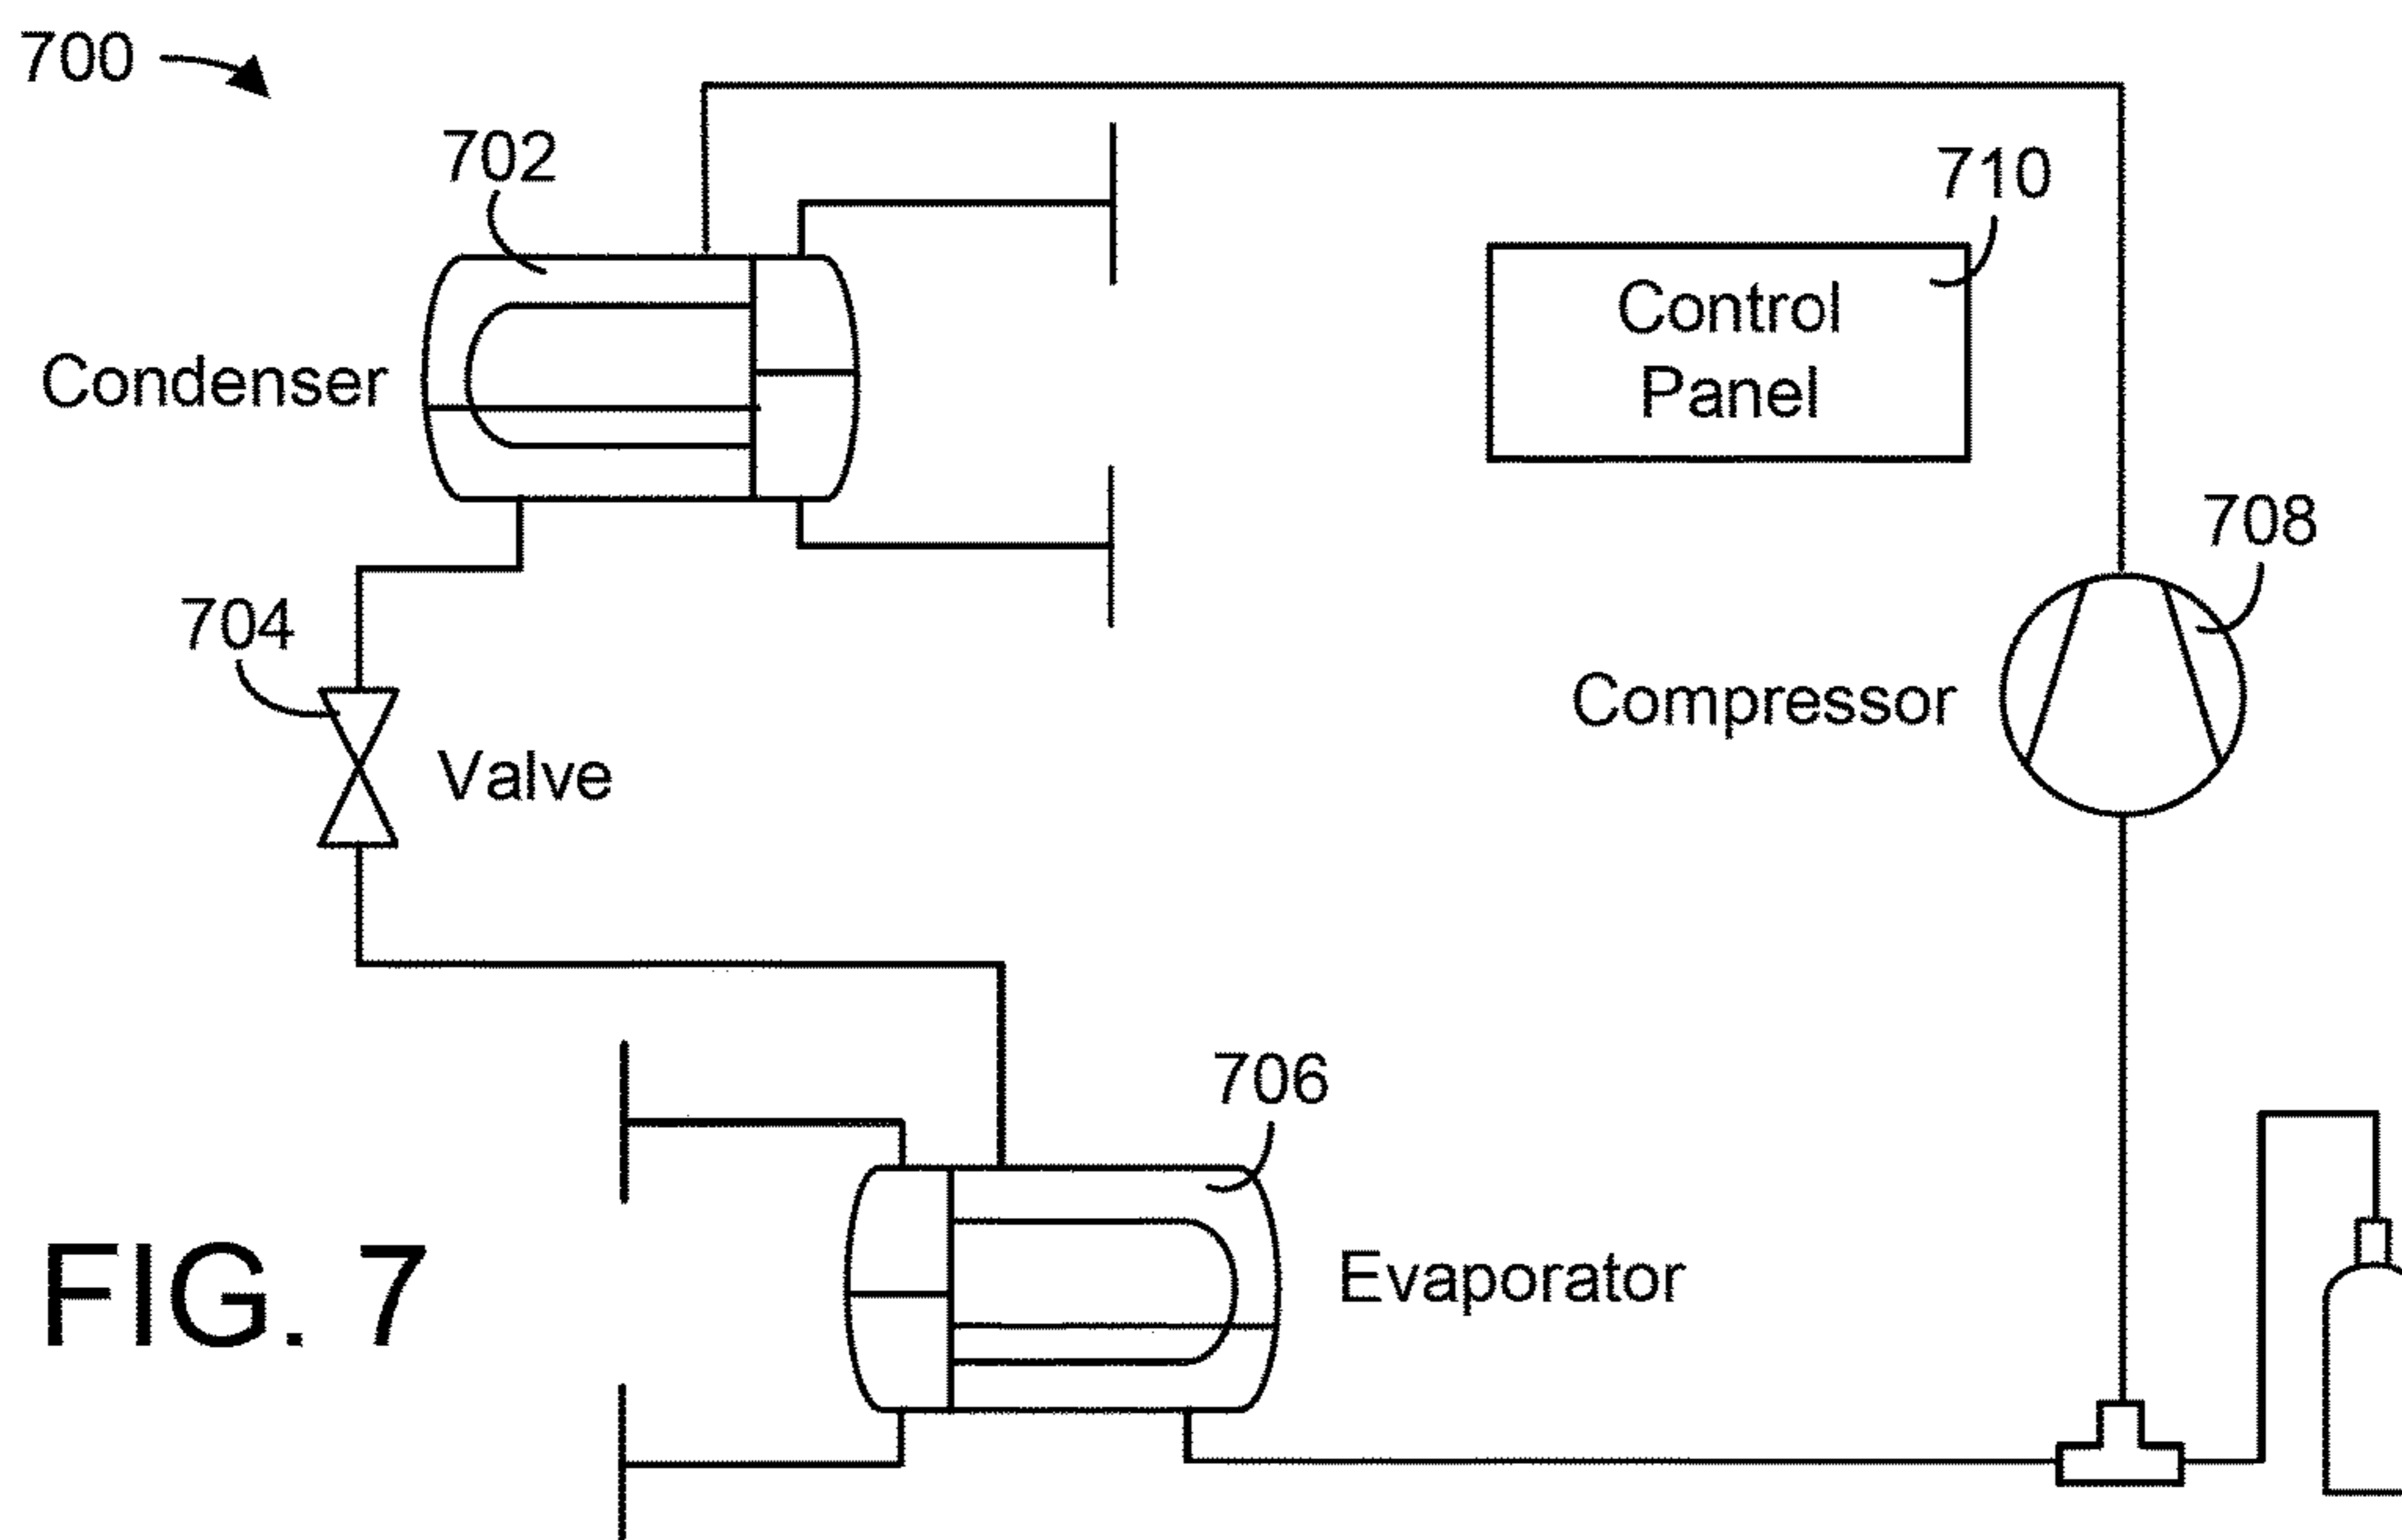 700
702
710
Control
Panel
Condenser
708
704
Compressor
Valve
706
Evaporator
FIG. 7